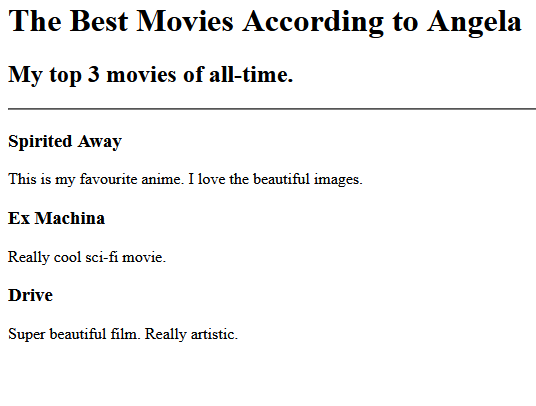 The Best Movies According to Angela
My top 3 movies of all-time.
Spirited Away
This is my favourite anime. I love the beautiful images.
Ex Machina
Really cool sci-fi movie.
Drive
Super beautiful film. Really artistic.